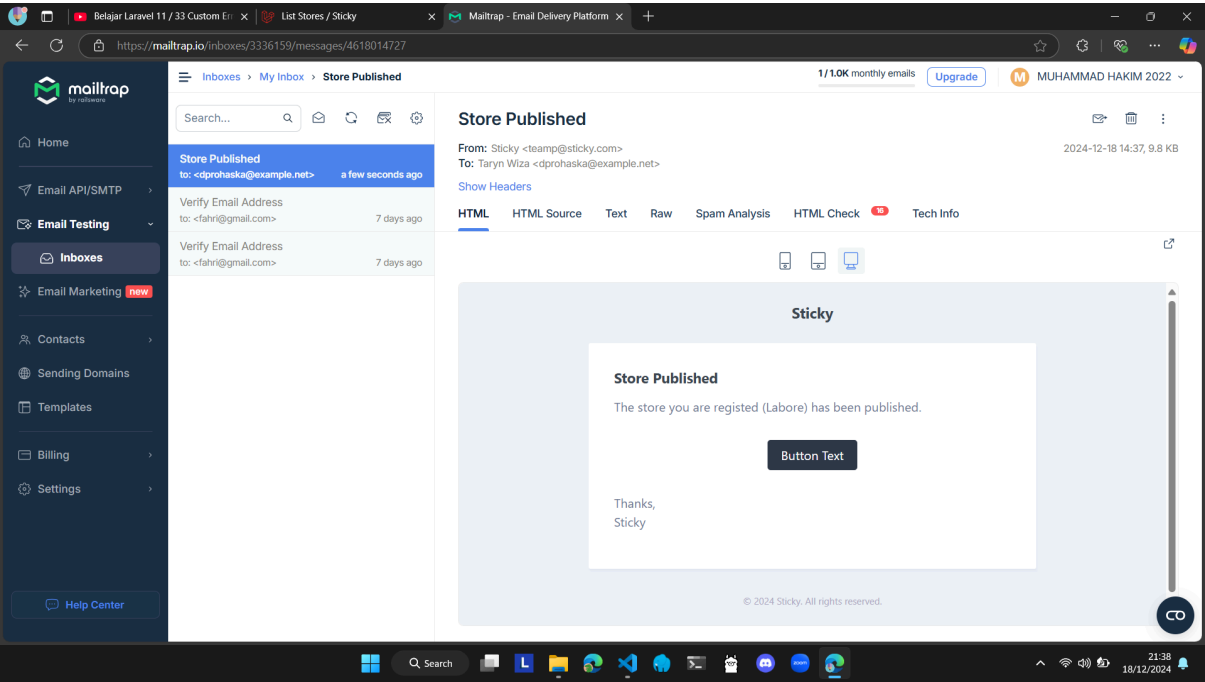 Belajar Laravel 11 / 33 Custom Err
List Stores / Sticky
Mailtrap - Email Delivery Platform
https://mailtrap.io/inboxes/3336159/messages/4618014727
mailtrap
by railsware
Home
Email API/SMTP
Email Testing
Inboxes
Email Marketing new
Contacts
Sending Domains
Templates
Billing
Settings
Help Center
Inboxes › My Inbox › Store Published
1 / 1.0K monthly emails
Upgrade
M MUHAMMAD HAKIM 2022
Search...
Store Published
to: <dprohaska@example.net> a few seconds ago
Verify Email Address
to: <fahri@gmail.com> 7 days ago
Verify Email Address
to: <fahri@gmail.com> 7 days ago
Store Published
From: Sticky <teamp@sticky.com>
2024-12-18 14:37, 9.8 KB
To: Taryn Wiza <dprohaska@example.net>
Show Headers
HTML HTML Source Text Raw Spam Analysis HTML Check 16 Tech Info
Sticky
Store Published
The store you are registed (Labore) has been published.
Button Text
Thanks,
Sticky
© 2024 Sticky. All rights reserved.
Search
L
zoom
21:38
18/12/2024